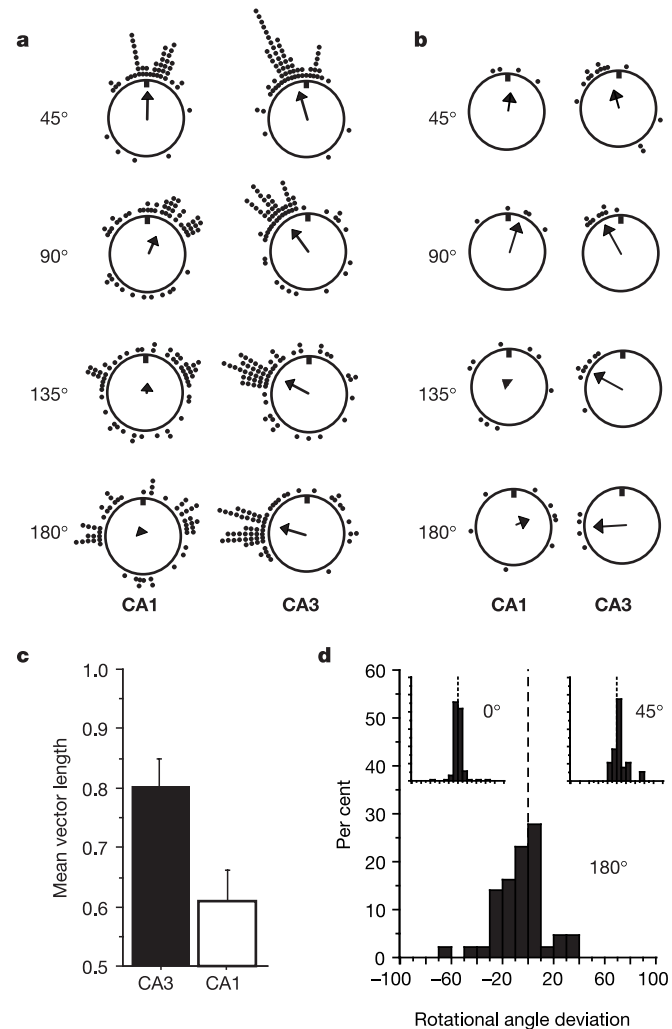 a
b
45°
90°
135°
180°
CA1
CA3
45°
90°
135°
180°
CA1
CA3
c
Mean vector length
1.0
0.9
0.8
0.7
0.6
0.5
CA3
CA1
d
Per cent
60
50
40
30
20
10
0
0°
45°
180°
–100
–60
–20
20
60
100
Rotational angle deviation